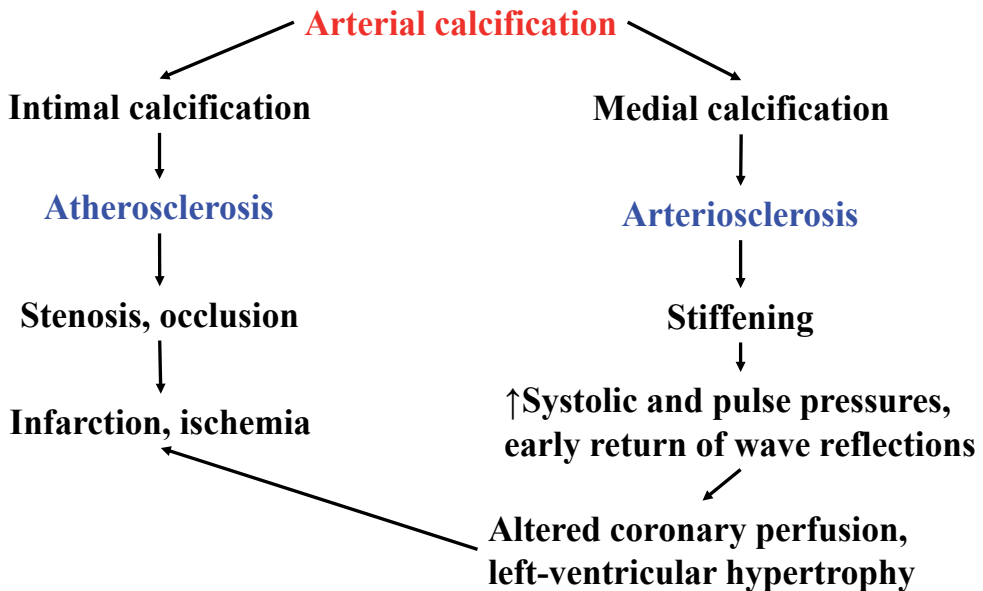 Arterial calcification
Intimal calcification
Medial calcification
Atherosclerosis
Arteriosclerosis
Stenosis, occlusion
Stiffening
Infarction, ischemia
↑Systolic and pulse pressures,
early return of wave reflections
Altered coronary perfusion,
left-ventricular hypertrophy